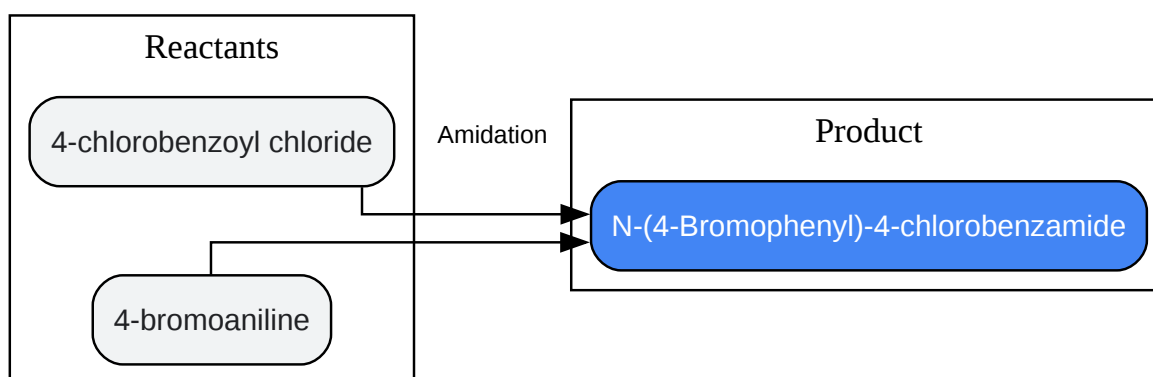 Reactants
4-chlorobenzoyl chloride
4-bromoaniline
Amidation
Product
N-(4-Bromophenyl)-4-chlorobenzamide